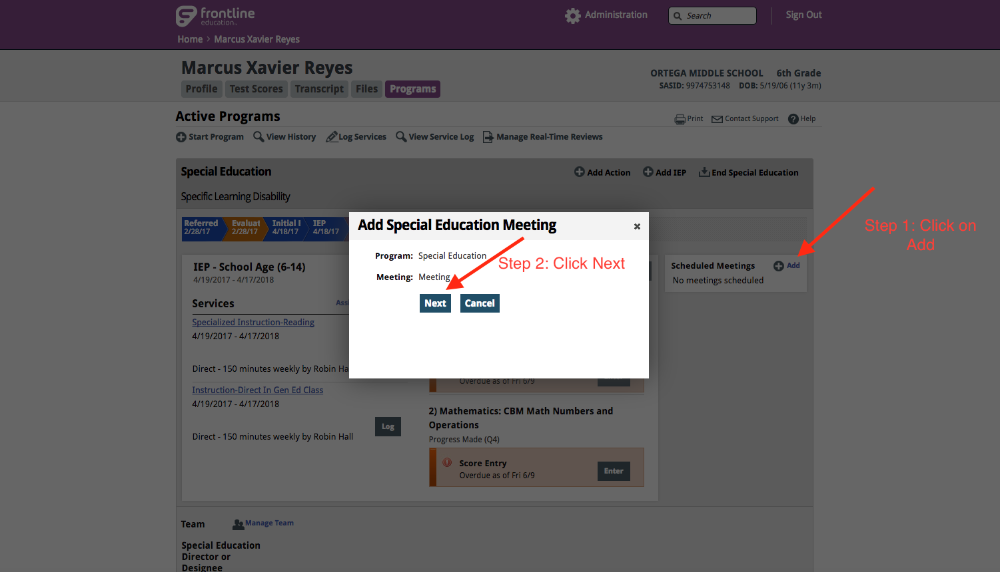 frontline
education™
Administration
Search
Sign Out
Home > Marcus Xavier Reyes
Marcus Xavier Reyes
ORTEGA MIDDLE SCHOOL 6th Grade
SASID: 9974753148 DOB: 5/19/06 (11y 3m)
Profile Test Scores Transcript Files Programs
Active Programs
Print Contact Support Help
Start Program View History Log Services View Service Log Manage Real-Time Reviews
Special Education
Add Action Add IEP End Special Education
Specific Learning Disability
Referred Evaluat Initial I IEP
2/28/17 2/28/17 4/18/17 4/18/17
Add Special Education Meeting
Program: Special Education
Meeting: Meeting
Next Cancel
Step 2: Click Next
Step 1: Click on
Add
Scheduled Meetings Add
No meetings scheduled
IEP - School Age (6-14)
4/19/2017 - 4/17/2018
Services
Specialized Instruction-Reading
4/19/2017 - 4/17/2018
Direct - 150 minutes weekly by Robin Ha
Instruction-Direct In Gen Ed Class
4/19/2017 - 4/17/2018
Log
Direct - 150 minutes weekly by Robin Hall
Overdue as of Fri 6/9
2) Mathematics: CBM Math Numbers and
Operations
Progress Made (Q4)
Score Entry
Overdue as of Fri 6/9
Enter
Team Manage Team
Special Education
Director or
Designee